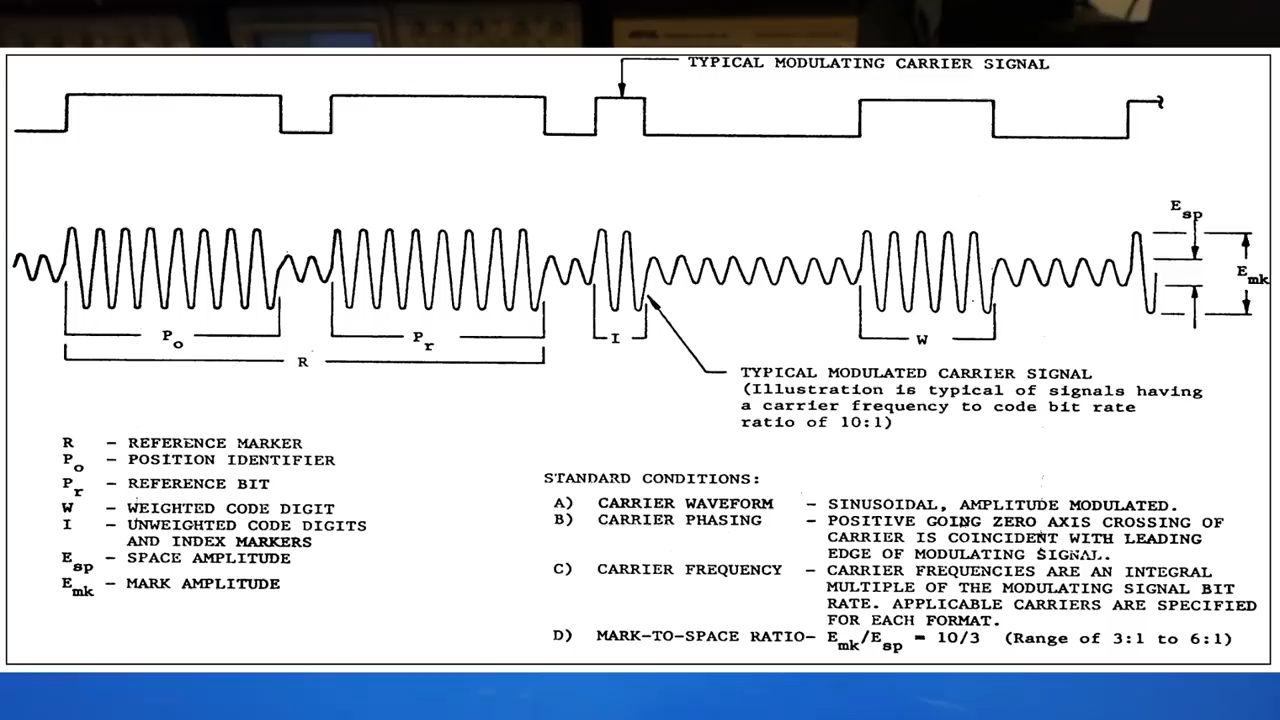 TYPICAL MODULATING CARRIER SIGNAL
E sp
E mk
P o
P r
I
W
R
TYPICAL MODULATED CARRIER SIGNAL
(Illustration is typical of signals having
a carrier frequency to code bit rate
ratio of 10:1)
R – REFERENCE MARKER
P o – POSITION IDENTIFIER
P r – REFERENCE BIT
W – WEIGHTED CODE DIGIT
I – UNWEIGHTED CODE DIGITS
AND INDEX MARKERS
E sp – SPACE AMPLITUDE
E mk – MARK AMPLITUDE
STANDARD CONDITIONS:
A) CARRIER WAVEFORM – SINUSOIDAL, AMPLITUDE MODULATED.
B) CARRIER PHASING – POSITIVE GOING ZERO AXIS CROSSING OF
CARRIER IS COINCIDENT WITH LEADING
EDGE OF MODULATING SIGNAL.
C) CARRIER FREQUENCY – CARRIER FREQUENCIES ARE AN INTEGRAL
MULTIPLE OF THE MODULATING SIGNAL BIT
RATE. APPLICABLE CARRIERS ARE SPECIFIED
FOR EACH FORMAT.
D) MARK-TO-SPACE RATIO– E mk/E sp = 10/3 (Range of 3:1 to 6:1)